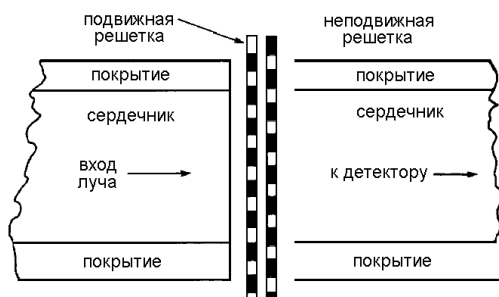 подвижная
решетка
неподвижная
решетка
покрытие
покрытие
сердечник
сердечник
вход
луча
к детектору
покрытие
покрытие